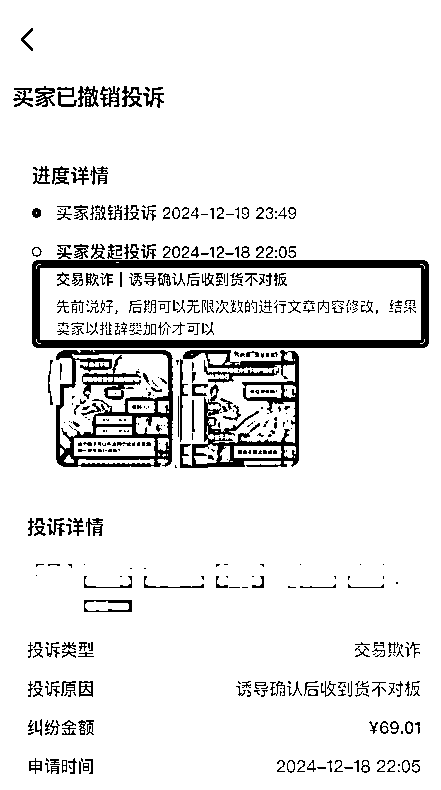 买家已撤销投诉
进度详情
买家撤销投诉 2024-12-19 23:49
买家发起投诉 2024-12-18 22:05
交易欺诈 | 诱导确认后收到货不对板
先前说好，后期可以无限次数的进行文章内容修改，结果
卖家以推辞要加价才可以
投诉详情
投诉类型 交易欺诈
投诉原因 诱导确认后收到货不对板
纠纷金额 ¥69.01
申请时间 2024-12-18 22:05